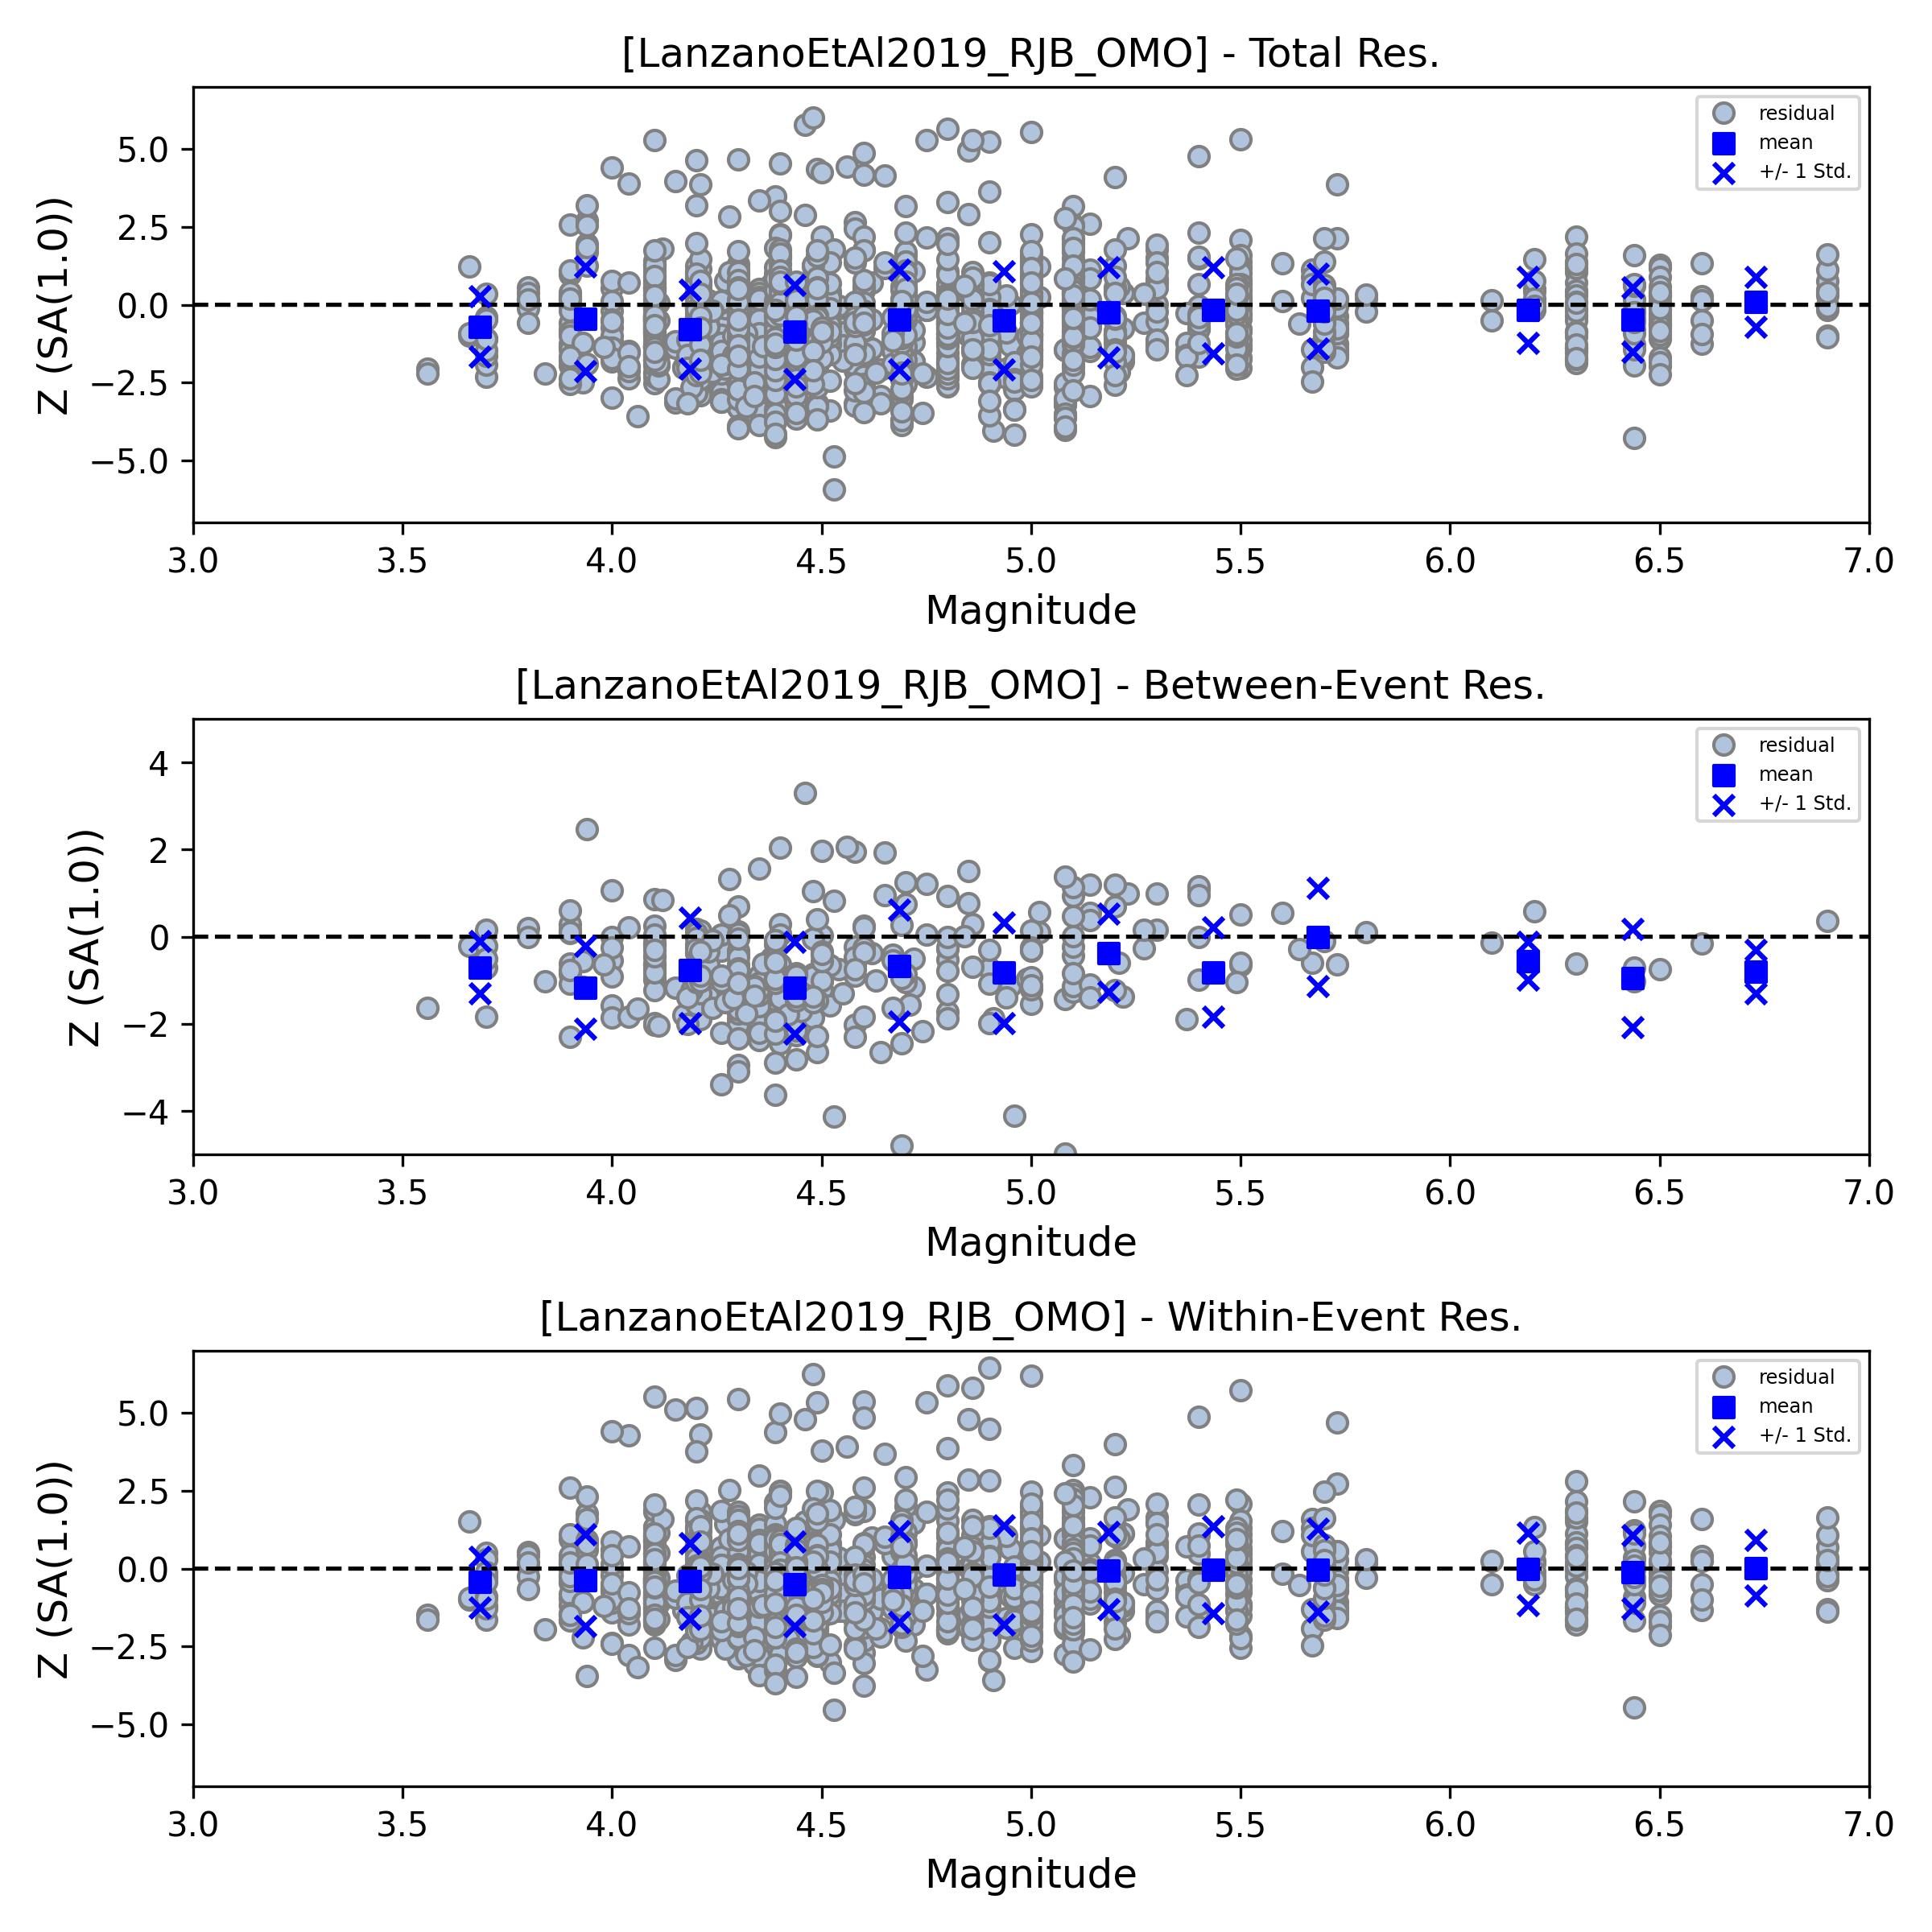 [LanzanoEtAl2019_RJB_OMO] - Total Res.
residual
mean
+/- 1 Std.
5.0
2.5
0.0
−2.5
−5.0
Z (SA(1.0))
3.0 3.5 4.0 4.5 5.0 5.5 6.0 6.5 7.0
Magnitude
[LanzanoEtAl2019_RJB_OMO] - Between-Event Res.
residual
mean
+/- 1 Std.
4
2
0
−2
−4
Z (SA(1.0))
3.0 3.5 4.0 4.5 5.0 5.5 6.0 6.5 7.0
Magnitude
[LanzanoEtAl2019_RJB_OMO] - Within-Event Res.
residual
mean
+/- 1 Std.
5.0
2.5
0.0
−2.5
−5.0
Z (SA(1.0))
3.0 3.5 4.0 4.5 5.0 5.5 6.0 6.5 7.0
Magnitude